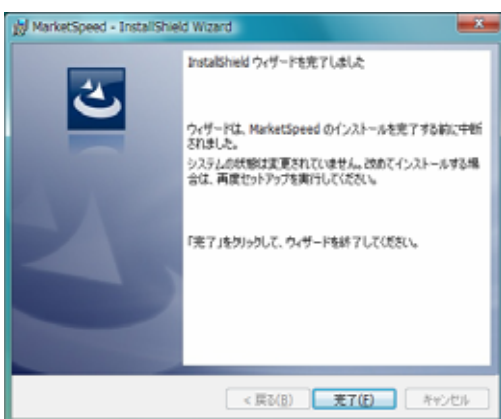 MarketSpeed - InstallShield Wizard
InstallShield ウィザードを完了しました
ウィザードは、MarketSpeed のインストールを完了する前に中断
されました。
システムの状態は変更されていません。改めてインストールする場
合は、再度セットアップを実行してください。
「完了」をクリックして、ウィザードを終了してください。
< 戻る(B)
完了(F)
キャンセル